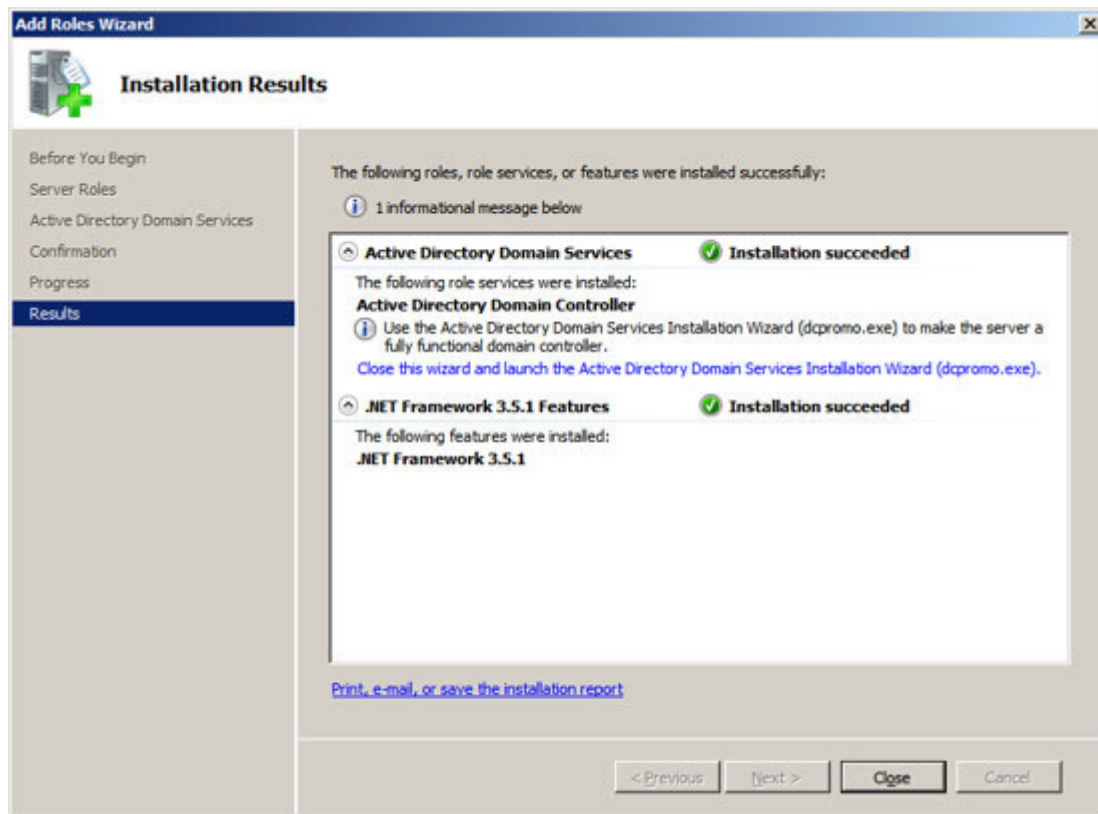 Add Roles Wizard
Installation Results
Before You Begin
Server Roles
Active Directory Domain Services
Confirmation
Progress
Results
The following roles, role services, or features were installed successfully:
1 informational message below
Active Directory Domain Services Installation succeeded
The following role services were installed:
Active Directory Domain Controller
Use the Active Directory Domain Services Installation Wizard (dcpromo.exe) to make the server a
fully functional domain controller.
Close this wizard and launch the Active Directory Domain Services Installation Wizard (dcpromo.exe).
.NET Framework 3.5.1 Features Installation succeeded
The following features were installed:
.NET Framework 3.5.1
Print, e-mail, or save the installation report
< Previous Next > Close Cancel